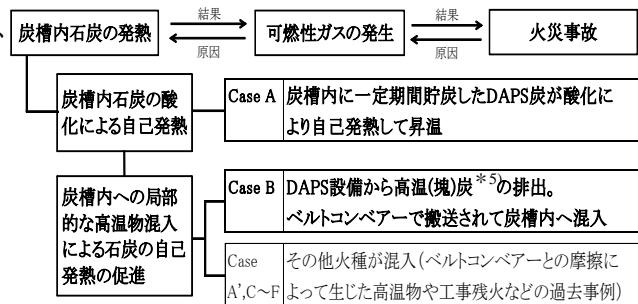 炭槽内石炭の発熱
結果
原因
可燃性ガスの発生
結果
原因
火災事故
炭槽内石炭の酸
化による自己発熱
Case A 炭槽内に一定期間貯炭したDAPS炭が酸化に
より自己発熱して昇温
炭槽内への局部
的な高温物混入
による石炭の自己
発熱の促進
Case B DAPS設備から高温(塊)炭*5)の排出。
ベルトコンベアーで搬送されて炭槽内へ混入
Case その他火種が混入(ベルトコンベアーとの摩擦に
A',C~F よって生じた高温物や工事残火などの過去事例)